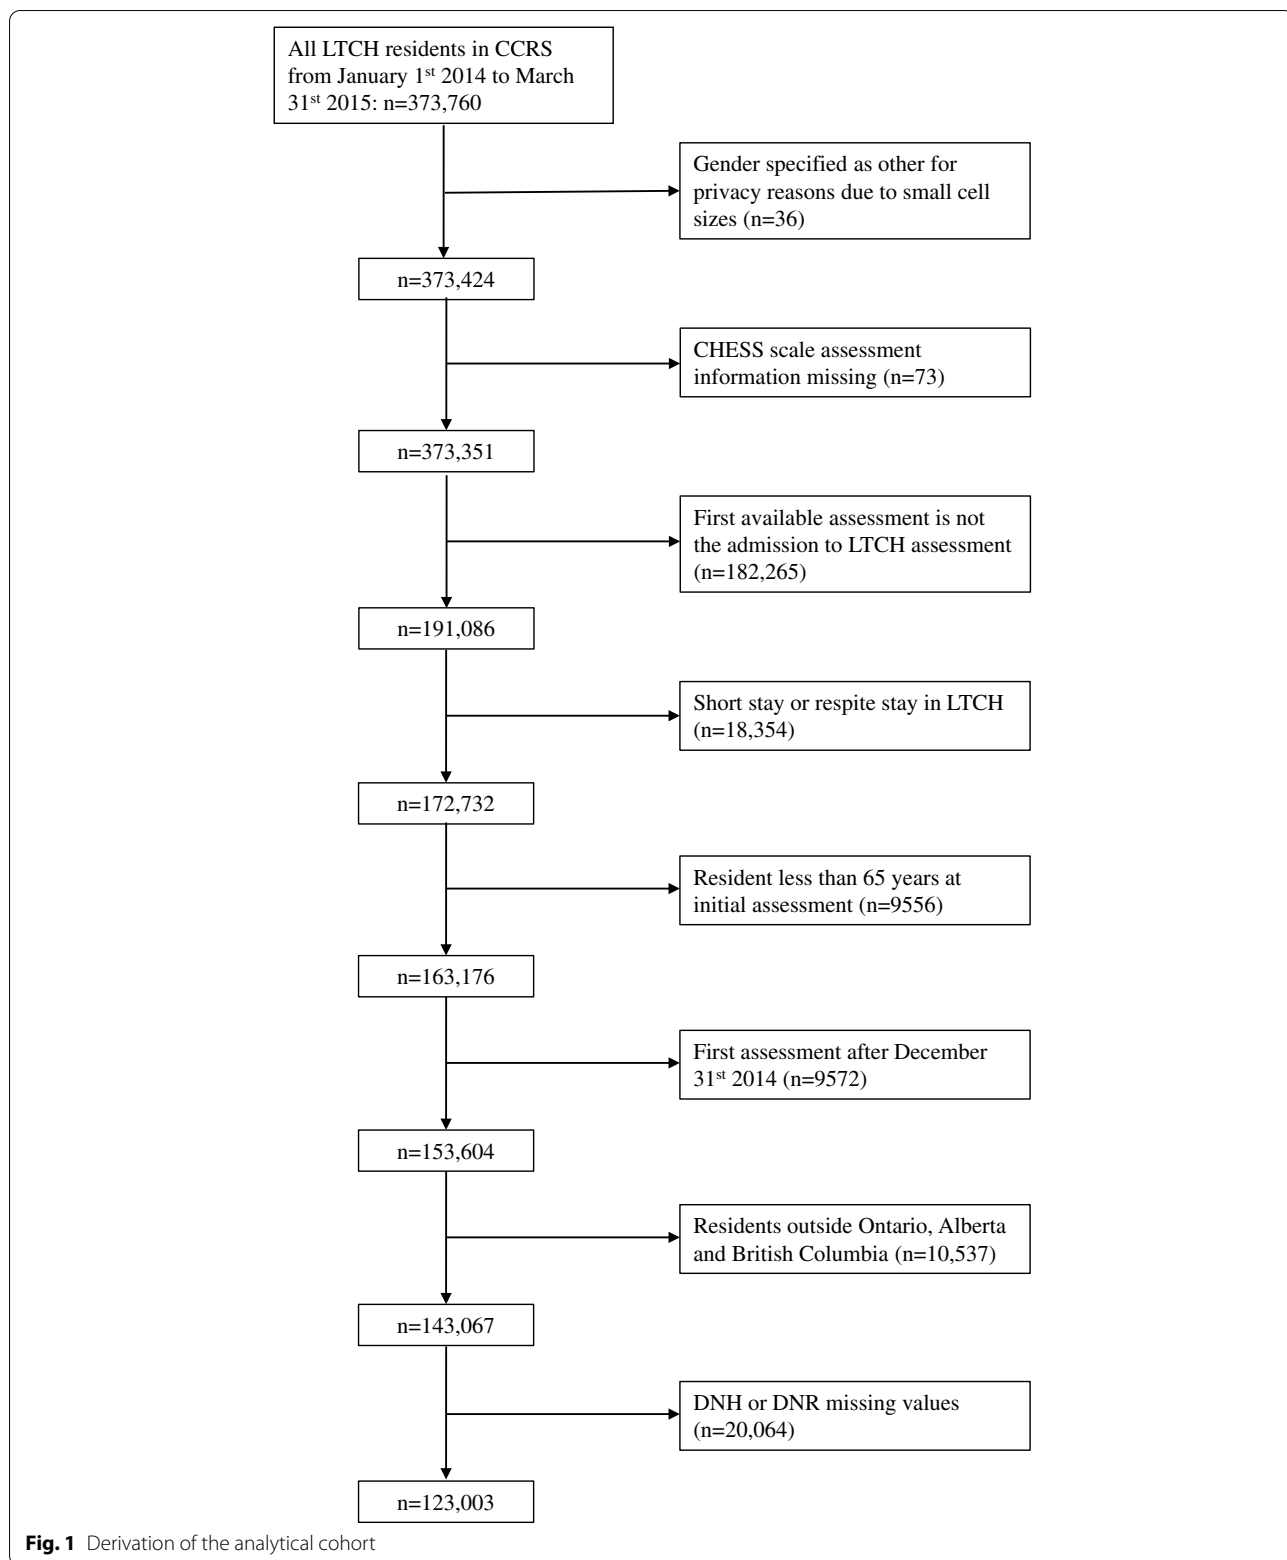 All LTCH residents in CCRS
from January 1st 2014 to March
31st 2015: n=373,760
Gender specified as other for
privacy reasons due to small cell
sizes (n=36)
n=373,424
CHESS scale assessment
information missing (n=73)
n=373,351
First available assessment is not
the admission to LTCH assessment
(n=182,265)
n=191,086
Short stay or respite stay in LTCH
(n=18,354)
n=172,732
Resident less than 65 years at
initial assessment (n=9556)
n=163,176
First assessment after December
31st 2014 (n=9572)
n=153,604
Residents outside Ontario, Alberta
and British Columbia (n=10,537)
n=143,067
DNH or DNR missing values
(n=20,064)
n=123,003
Fig. 1 Derivation of the analytical cohort